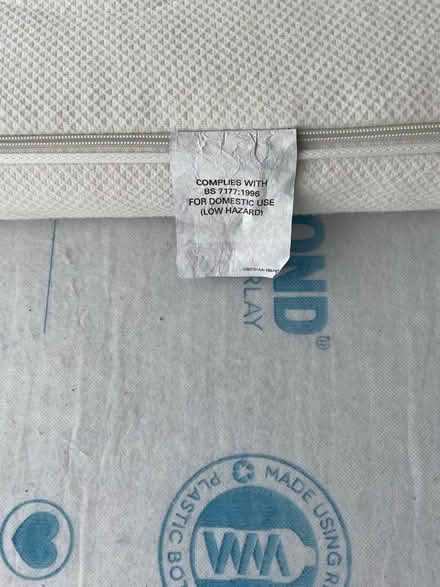 COMPLIES WITH
BS 7177:1996
FOR DOMESTIC USE
(LOW HAZARD)
OND®
RLAY
MADE USING R
PLASTIC BO